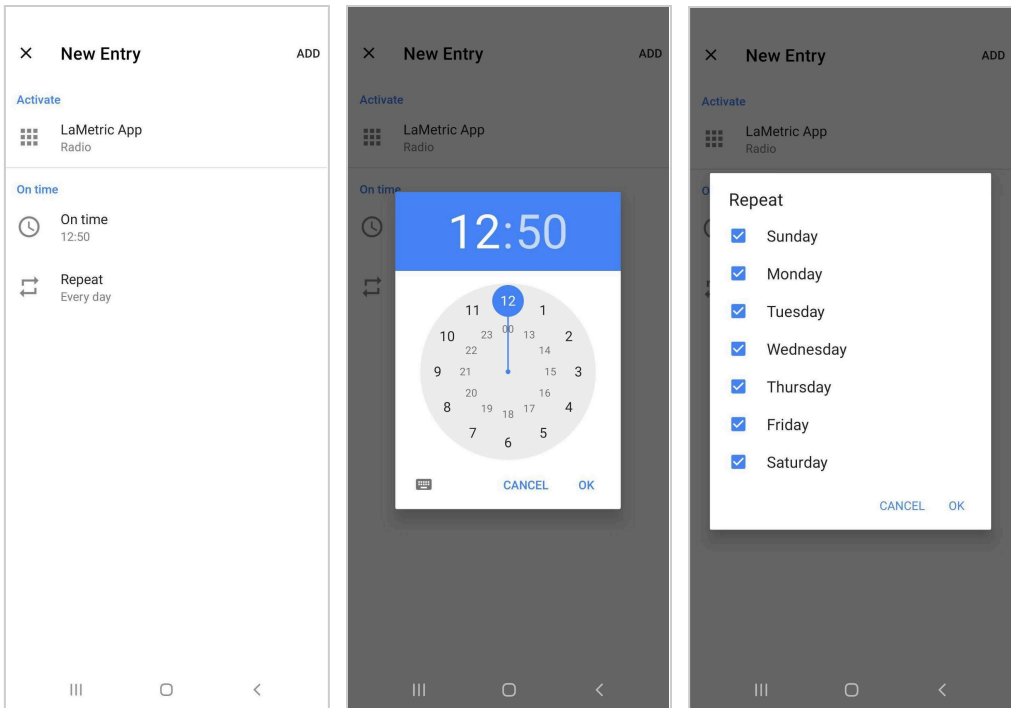 New Entry
ADD
Activate
LaMetric App
Radio
On time
On time
12:50
Repeat
Every day
New Entry
ADD
Activate
LaMetric App
Radio
On time
12:50
12
11
1
00
23
13
10
2
22
14
9
21
15
3
20
16
8
19
17
4
18
7
5
6
CANCEL
OK
New Entry
ADD
Activate
LaMetric App
Radio
Repeat
Sunday
Monday
Tuesday
Wednesday
Thursday
Friday
Saturday
CANCEL
OK